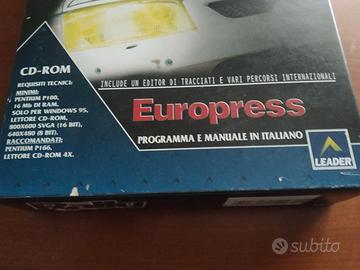 CD-ROM
REQUISITI TECNICI:
MINIMI:
PENTIUM P100,
16 Mb DI RAM,
SOLO PER WINDOWS 95,
LETTORE CD-ROM,
800X600 SVGA (16 BIT),
640X480 (8 BIT).
RACCOMANDATI:
PENTIUM P166,
LETTORE CD-ROM 4X.
INCLUDE UN EDITOR DI TRACCIATI E VARI PERCORSI INTERNAZIONALI
Europress
PROGRAMMA E MANUALE IN ITALIANO
LEADER
subito